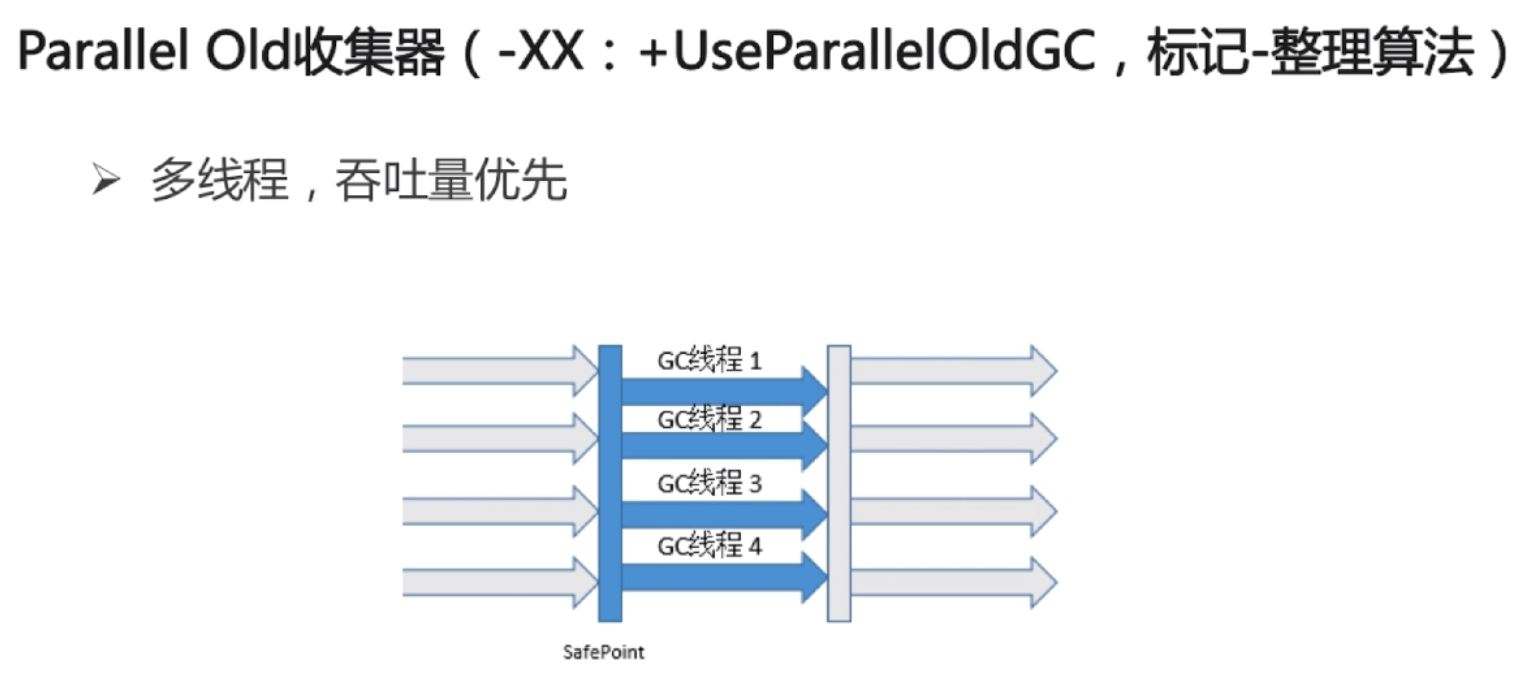 Parallel Old收集器（-XX：+UseParallelOldGC，标记-整理算法）
➢ 多线程，吞吐量优先
GC线程 1
GC线程 2
GC线程 3
GC线程 4
SafePoint